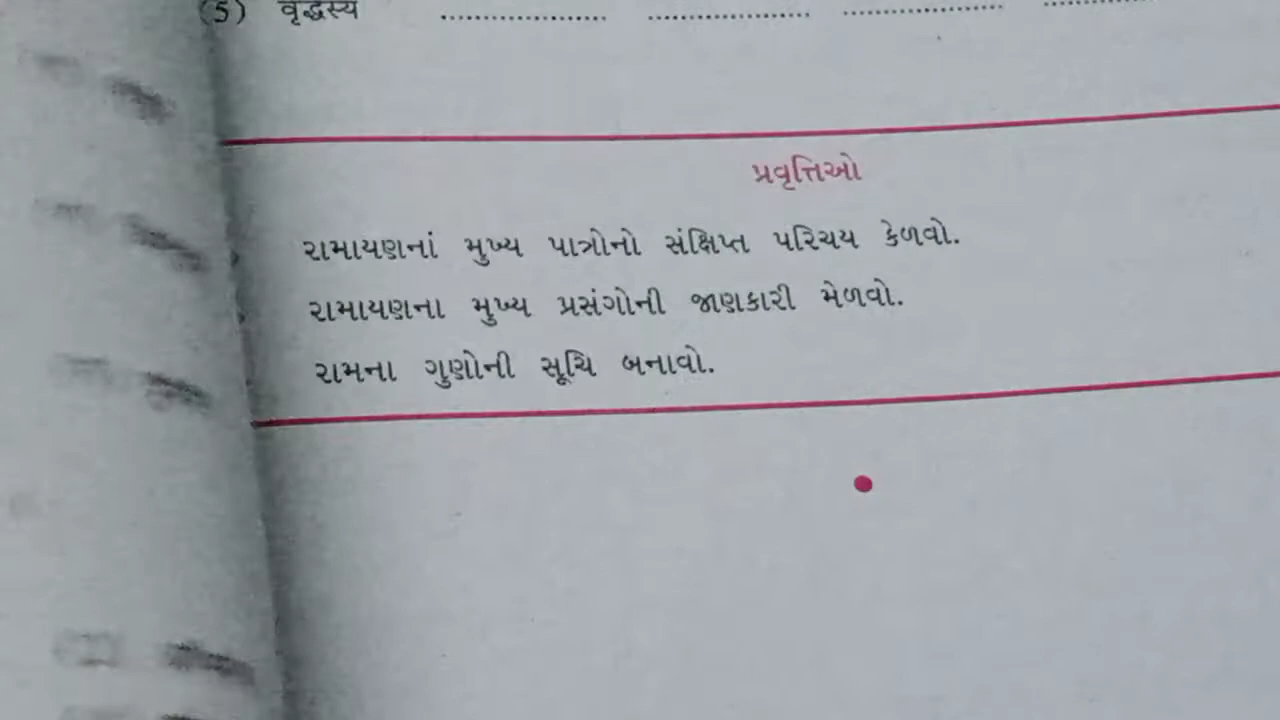 (5) वृद्धस्य .................. .................. .................. ..................
પ્રવૃત્તિઓ
રામાયણનાં મુખ્ય પાત્રોનો સંક્ષિપ્ત પરિચય કેળવો.
રામાયણના મુખ્ય પ્રસંગોની જાણકારી મેળવો.
રામના ગુણોની સૂચિ બનાવો.